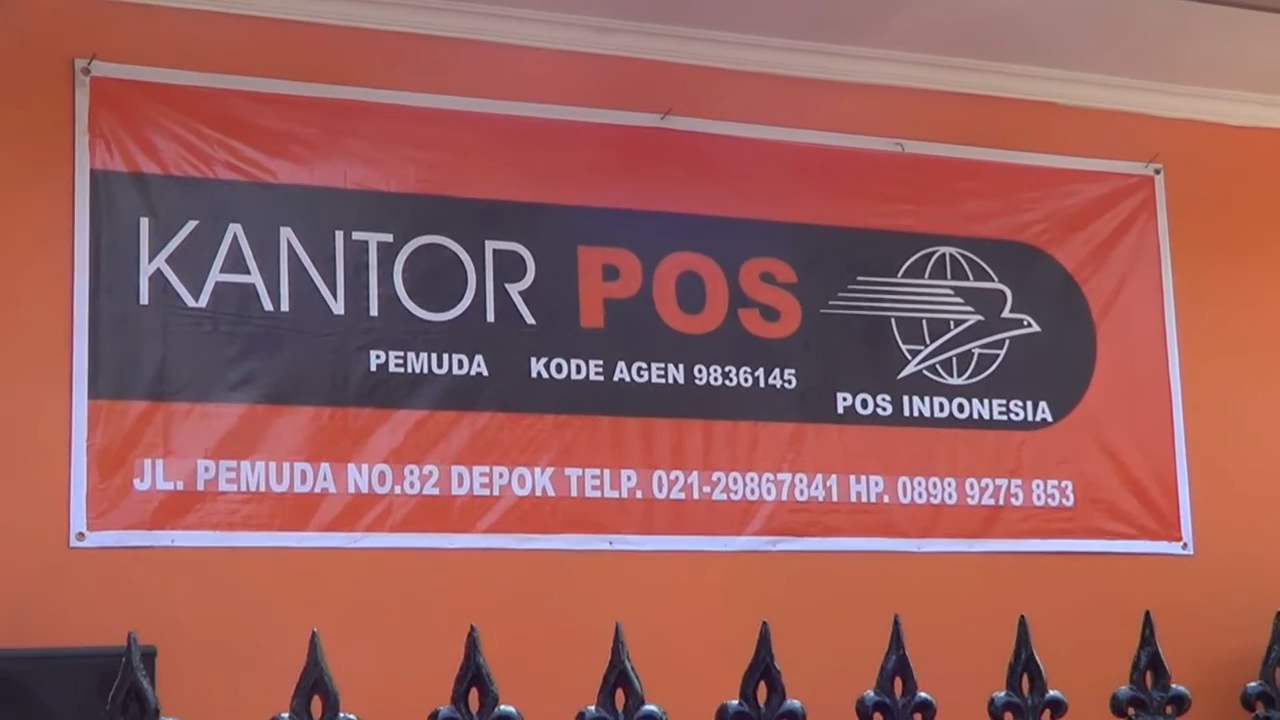 KANTOR POS
PEMUDA KODE AGEN 9836145
POS INDONESIA
JL. PEMUDA NO.82 DEPOK TELP. 021-29867841 HP. 0898 9275 853